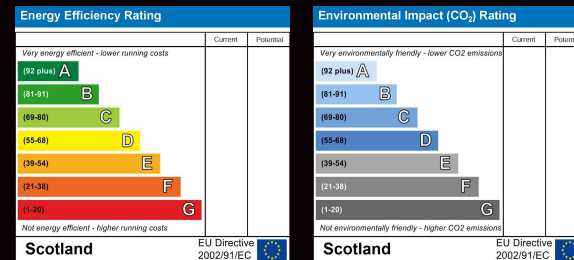 Energy Efficiency Rating
Current Potential
Very energy efficient - lower running costs
(92 plus) A
(81-91) B
(69-80) C
(55-68) D
(39-54) E
(21-38) F
(1-20) G
Not energy efficient - higher running costs
Scotland
EU Directive
2002/91/EC
Environmental Impact (CO2) Rating
Current Potent
Very environmentally friendly - lower CO2 emissions
(92 plus) A
(81-91) B
(69-80) C
(55-68) D
(39-54) E
(21-38) F
(1-20) G
Not environmentally friendly - higher CO2 emissions
Scotland
EU Directive
2002/91/EC